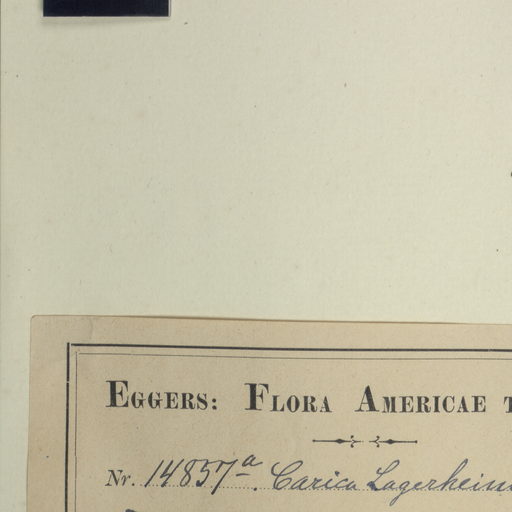 EGGERS: FLORA AMERICAE T
Nr. 14857a. Carica Lagerheim